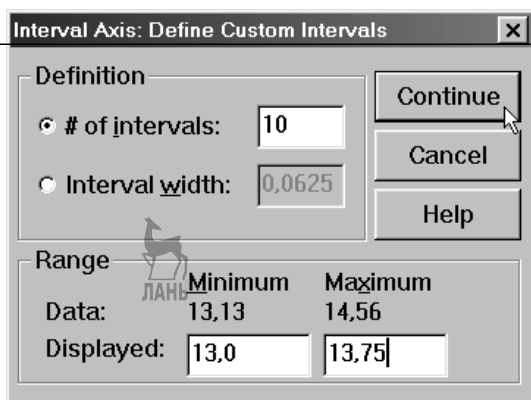 Interval Axis: Define Custom Intervals
Definition
# of intervals: 10
Interval width: 0,0625
Continue
Cancel
Help
Range
ЛАНЬ
Minimum Maximum
Data: 13,13 14,56
Displayed: 13,0 13,75